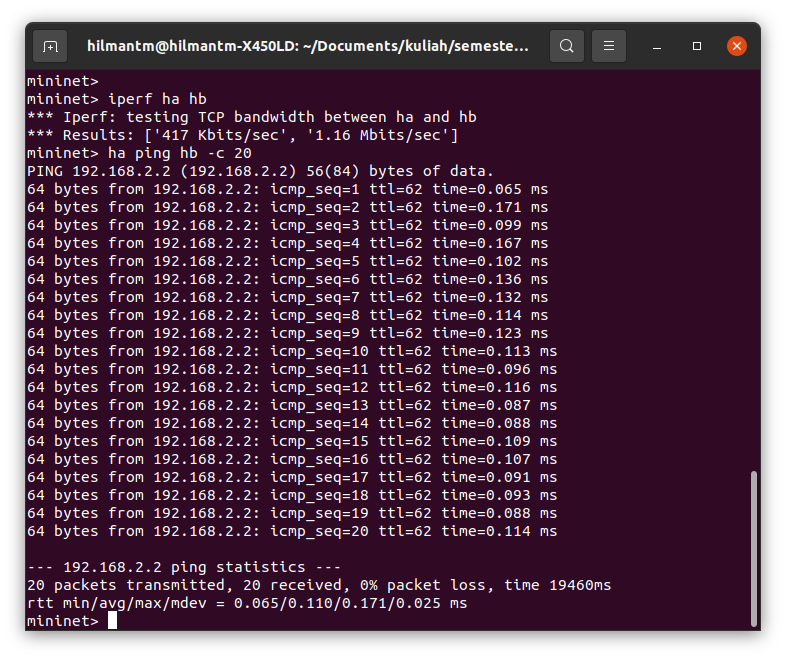 hilmantm@hilmantm-X450LD: ~/Documents/kuliah/semeste...
mininet>
mininet> iperf ha hb
*** Iperf: testing TCP bandwidth between ha and hb
*** Results: ['417 Kbits/sec', '1.16 Mbits/sec']
mininet> ha ping hb -c 20
PING 192.168.2.2 (192.168.2.2) 56(84) bytes of data.
64 bytes from 192.168.2.2: icmp_seq=1 ttl=62 time=0.065 ms
64 bytes from 192.168.2.2: icmp_seq=2 ttl=62 time=0.171 ms
64 bytes from 192.168.2.2: icmp_seq=3 ttl=62 time=0.099 ms
64 bytes from 192.168.2.2: icmp_seq=4 ttl=62 time=0.167 ms
64 bytes from 192.168.2.2: icmp_seq=5 ttl=62 time=0.102 ms
64 bytes from 192.168.2.2: icmp_seq=6 ttl=62 time=0.136 ms
64 bytes from 192.168.2.2: icmp_seq=7 ttl=62 time=0.132 ms
64 bytes from 192.168.2.2: icmp_seq=8 ttl=62 time=0.114 ms
64 bytes from 192.168.2.2: icmp_seq=9 ttl=62 time=0.123 ms
64 bytes from 192.168.2.2: icmp_seq=10 ttl=62 time=0.113 ms
64 bytes from 192.168.2.2: icmp_seq=11 ttl=62 time=0.096 ms
64 bytes from 192.168.2.2: icmp_seq=12 ttl=62 time=0.116 ms
64 bytes from 192.168.2.2: icmp_seq=13 ttl=62 time=0.087 ms
64 bytes from 192.168.2.2: icmp_seq=14 ttl=62 time=0.088 ms
64 bytes from 192.168.2.2: icmp_seq=15 ttl=62 time=0.109 ms
64 bytes from 192.168.2.2: icmp_seq=16 ttl=62 time=0.107 ms
64 bytes from 192.168.2.2: icmp_seq=17 ttl=62 time=0.091 ms
64 bytes from 192.168.2.2: icmp_seq=18 ttl=62 time=0.093 ms
64 bytes from 192.168.2.2: icmp_seq=19 ttl=62 time=0.088 ms
64 bytes from 192.168.2.2: icmp_seq=20 ttl=62 time=0.114 ms
--- 192.168.2.2 ping statistics ---
20 packets transmitted, 20 received, 0% packet loss, time 19460ms
rtt min/avg/max/mdev = 0.065/0.110/0.171/0.025 ms
mininet>